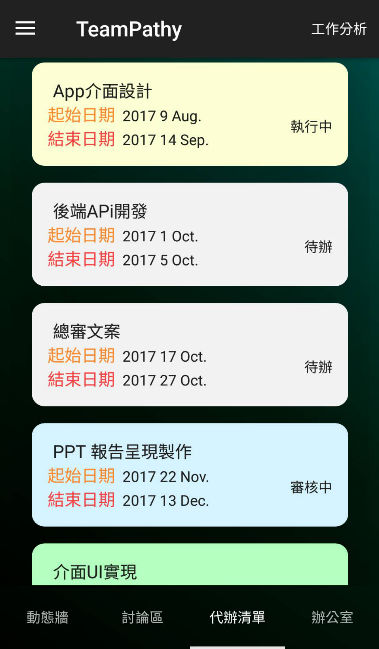 TeamPathy 工作分析
App介面設計
起始日期 2017 9 Aug.
結束日期 2017 14 Sep.
執行中
後端APi開發
起始日期 2017 1 Oct.
結束日期 2017 5 Oct.
待辦
總審文案
起始日期 2017 17 Oct.
結束日期 2017 27 Oct.
待辦
PPT 報告呈現製作
起始日期 2017 22 Nov.
結束日期 2017 13 Dec.
審核中
介面UI實現
動態牆 討論區 代辦清單 辦公室